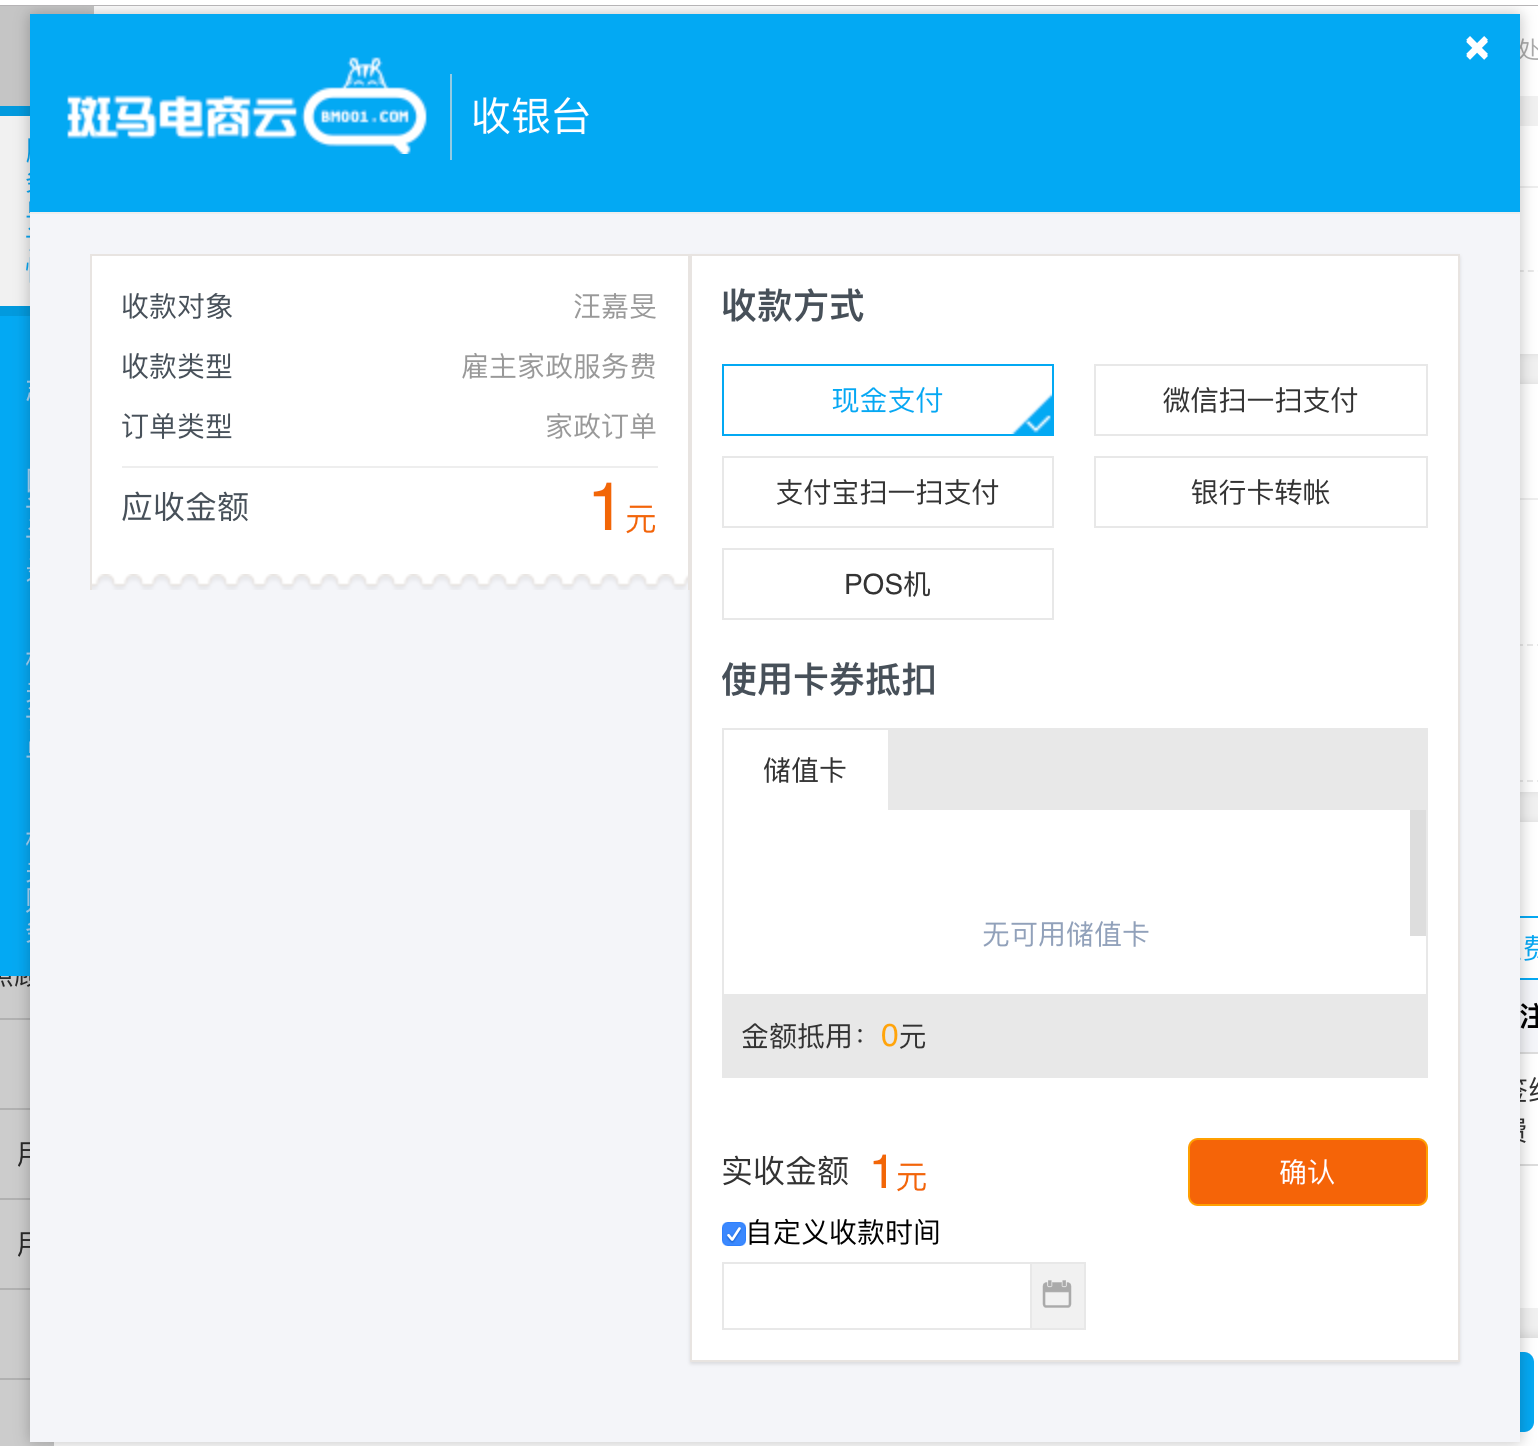 斑马电商云
BM001.COM
收银台
收款对象 汪嘉旻
收款类型 雇主家政服务费
订单类型 家政订单
应收金额 1元
收款方式
现金支付
微信扫一扫支付
支付宝扫一扫支付
银行卡转帐
POS机
使用卡券抵扣
储值卡
无可用储值卡
金额抵用：0元
实收金额 1元
确认
自定义收款时间